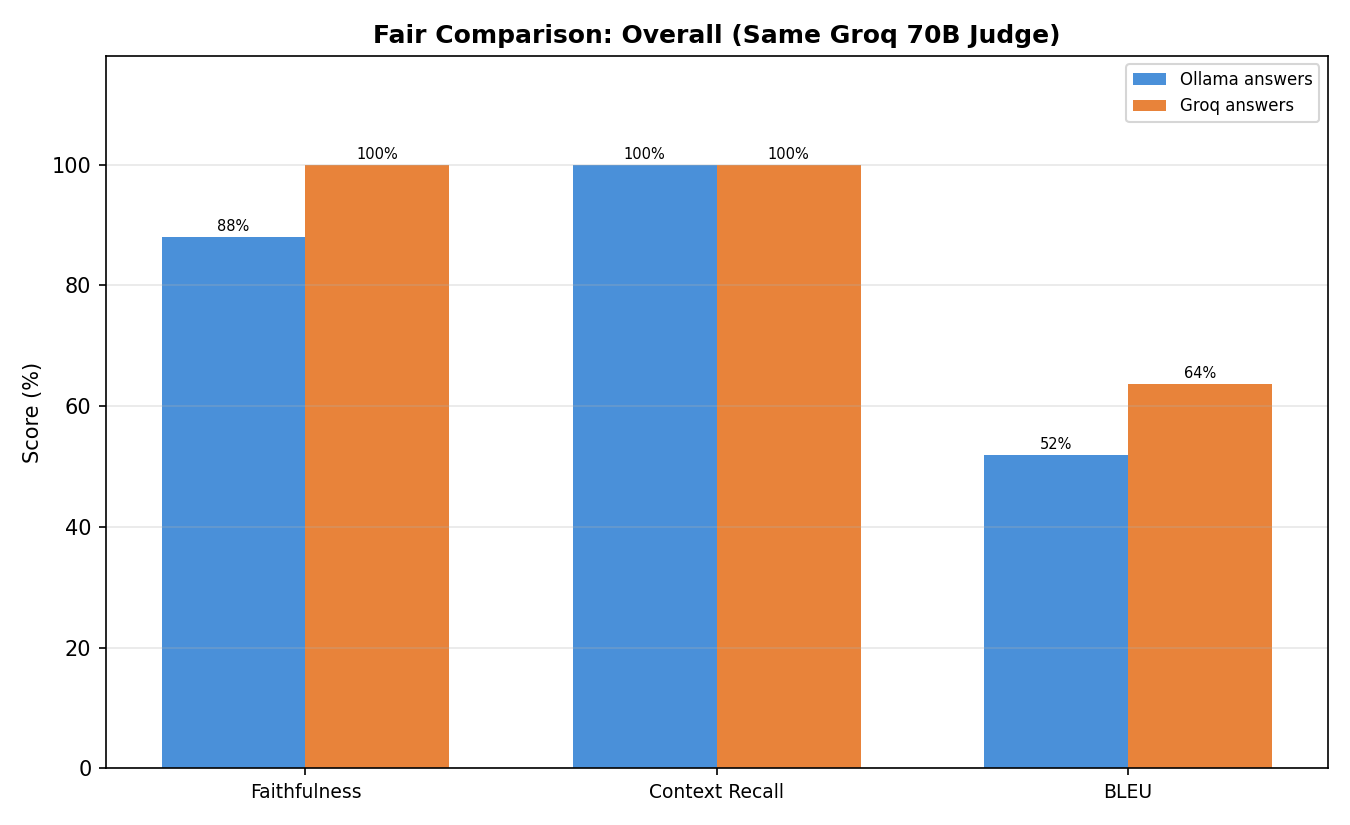 Fair Comparison: Overall (Same Groq 70B Judge)
Ollama answers
Groq answers
100%
100%
100%
88%
64%
52%
100
80
60
40
20
0
Score (%)
Faithfulness
Context Recall
BLEU